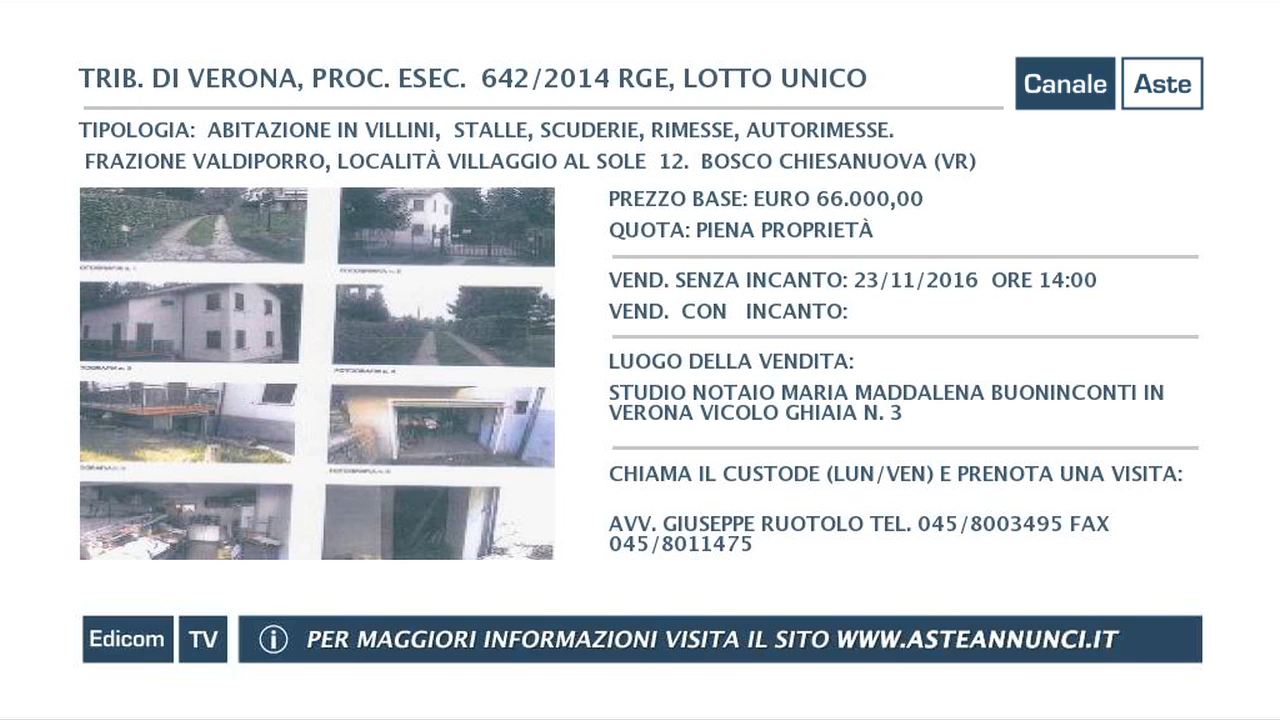 TRIB. DI VERONA, PROC. ESEC. 642/2014 RGE, LOTTO UNICO
Canale Aste
TIPOLOGIA: ABITAZIONE IN VILLINI, STALLE, SCUDERIE, RIMESSE, AUTORIMESSE.
FRAZIONE VALDIPORRO, LOCALITÀ VILLAGGIO AL SOLE 12. BOSCO CHIESANUOVA (VR)
PREZZO BASE: EURO 66.000,00
QUOTA: PIENA PROPRIETÀ
VEND. SENZA INCANTO: 23/11/2016 ORE 14:00
VEND. CON INCANTO:
LUOGO DELLA VENDITA:
STUDIO NOTAIO MARIA MADDALENA BUONINCONTI IN
VERONA VICOLO GHIAIA N. 3
CHIAMA IL CUSTODE (LUN/VEN) E PRENOTA UNA VISITA:
AVV. GIUSEPPE RUOTOLO TEL. 045/8003495 FAX
045/8011475
Edicom TV
PER MAGGIORI INFORMAZIONI VISITA IL SITO WWW.ASTEANNUNCI.IT